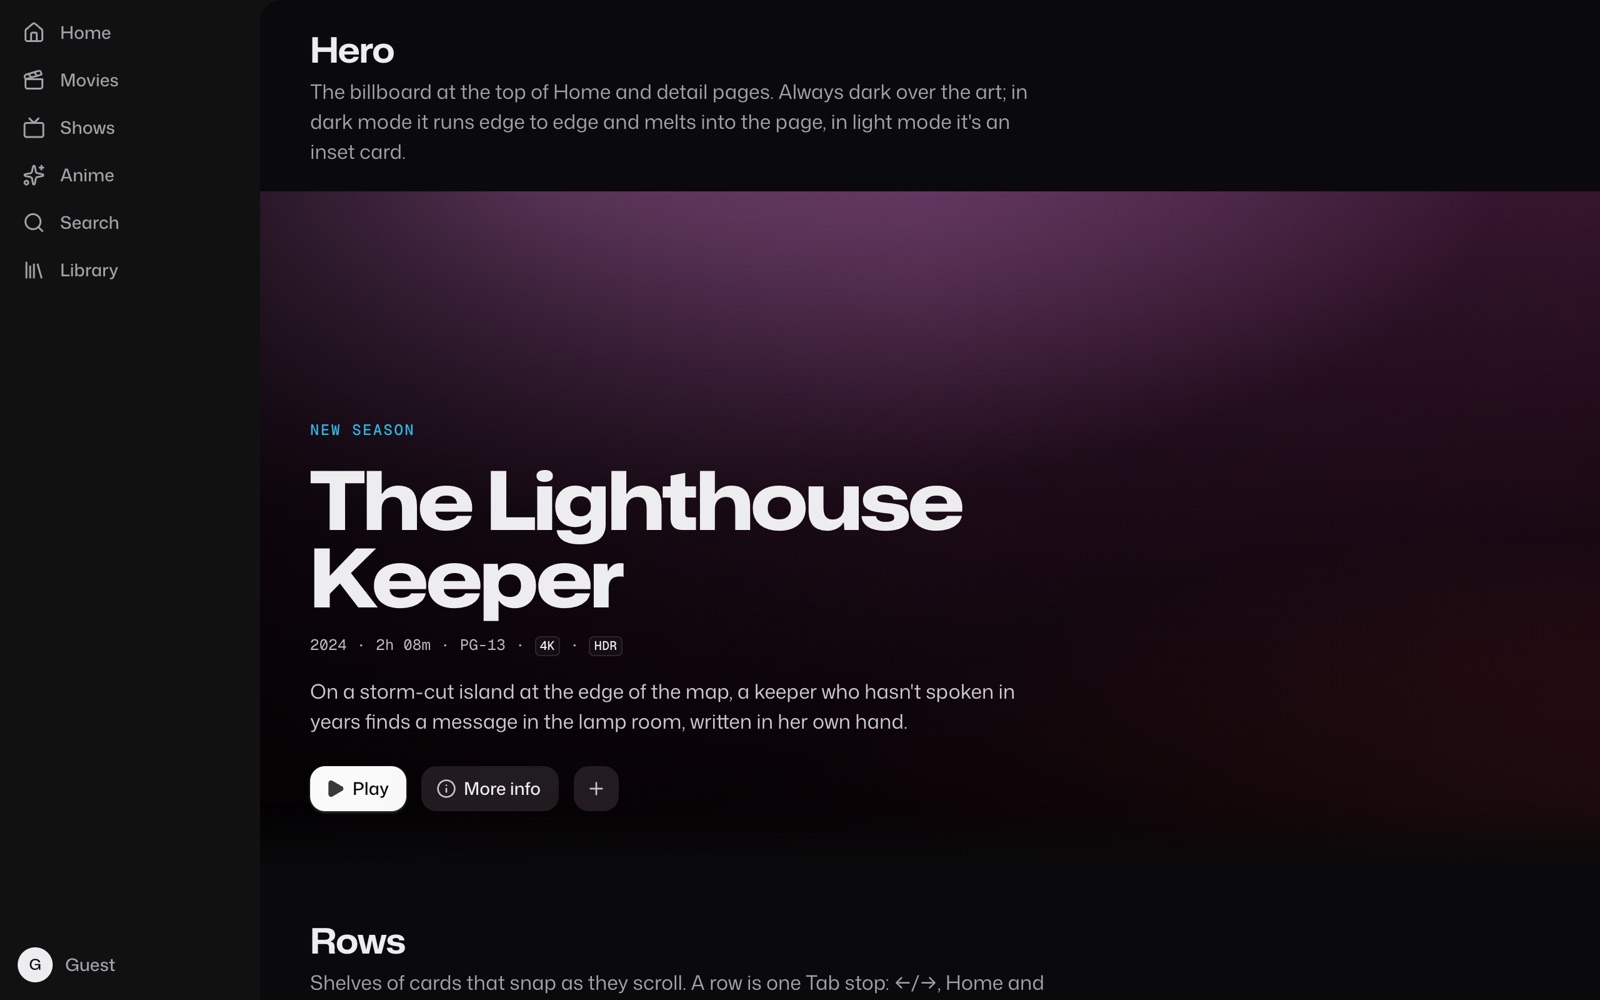 Home
Movies
Shows
Anime
Search
Library
G Guest
Hero
The billboard at the top of Home and detail pages. Always dark over the art; in
dark mode it runs edge to edge and melts into the page, in light mode it's an
inset card.
NEW SEASON
The Lighthouse
Keeper
2024 · 2h 08m · PG-13 · 4K · HDR
On a storm-cut island at the edge of the map, a keeper who hasn't spoken in
years finds a message in the lamp room, written in her own hand.
Play More info +
Rows
Shelves of cards that snap as they scroll. A row is one Tab stop: ←/→, Home and